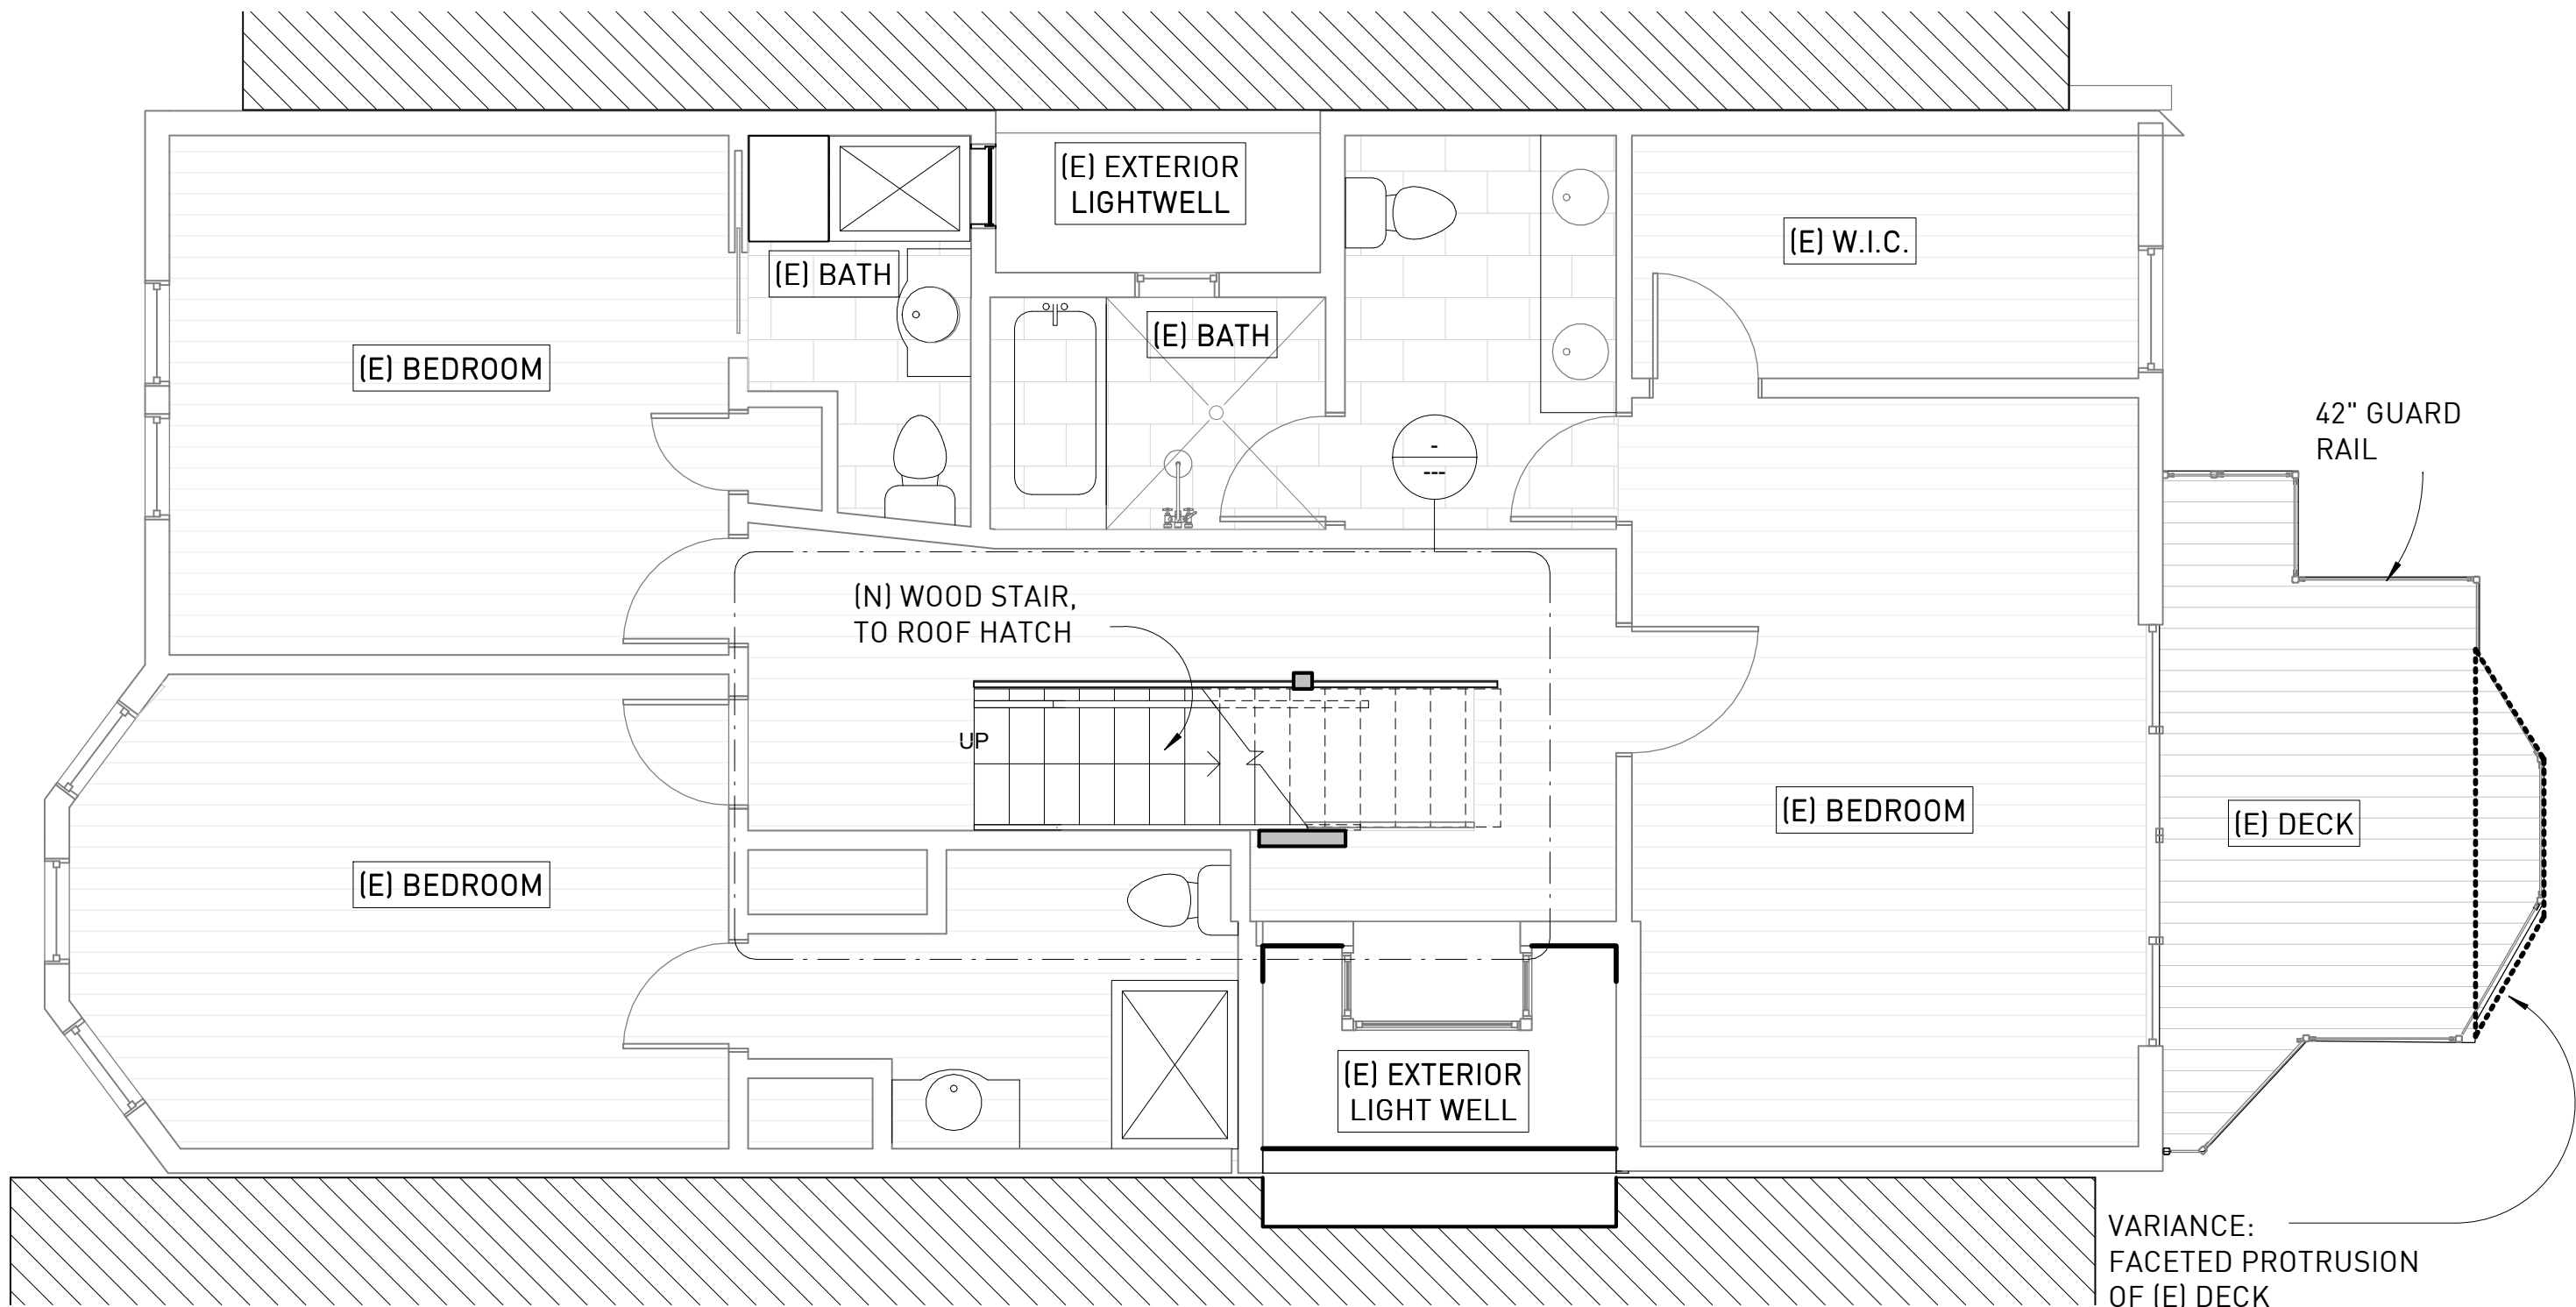 (E) EXTERIOR
LIGHTWELL
(E) W.I.C.
(E) BATH
(E) BATH
(E) BEDROOM
42" GUARD
RAIL
-
---
(N) WOOD STAIR,
TO ROOF HATCH
UP
(E) BEDROOM
(E) DECK
(E) BEDROOM
(E) EXTERIOR
LIGHT WELL
VARIANCE:
FACETED PROTRUSION
OF (E) DECK